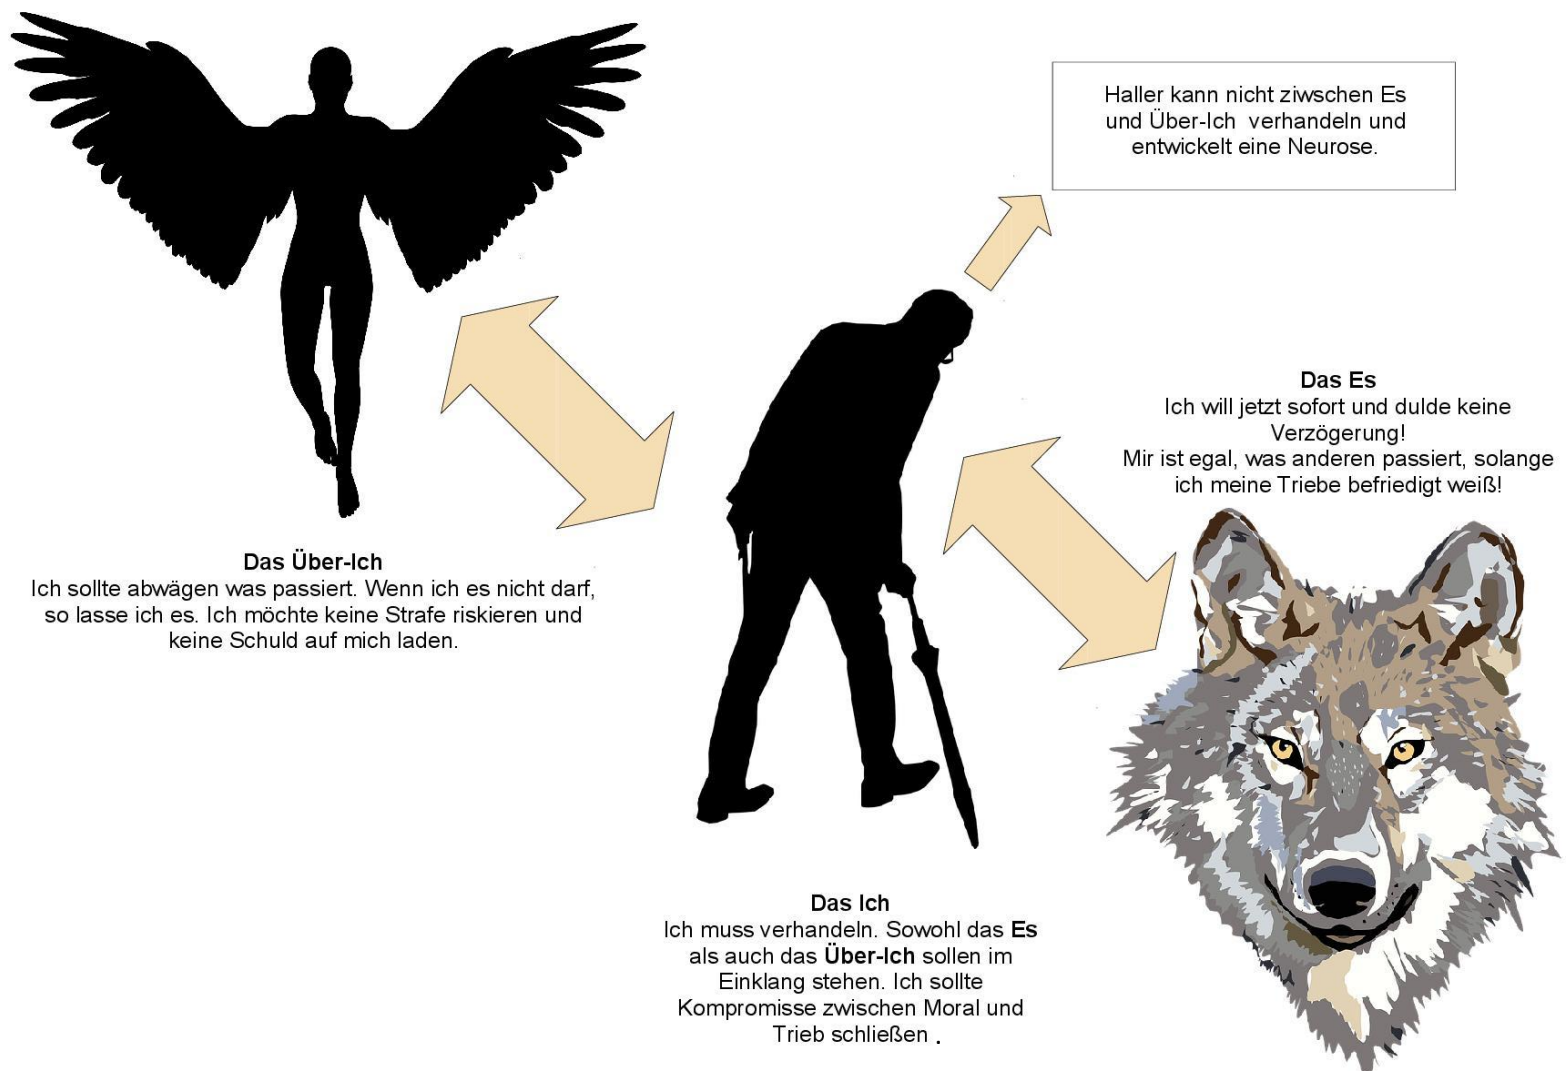 Haller kann nicht ziwschen Es
und Über-Ich verhandeln und
entwickelt eine Neurose.
Das Es
Ich will jetzt sofort und dulde keine
Verzögerung!
Mir ist egal, was anderen passiert, solange
ich meine Triebe befriedigt weiß!
Das Über-Ich
Ich sollte abwägen was passiert. Wenn ich es nicht darf,
so lasse ich es. Ich möchte keine Strafe riskieren und
keine Schuld auf mich laden.
Das Ich
Ich muss verhandeln. Sowohl das Es
als auch das Über-Ich sollen im
Einklang stehen. Ich sollte
Kompromisse zwischen Moral und
Trieb schließen .